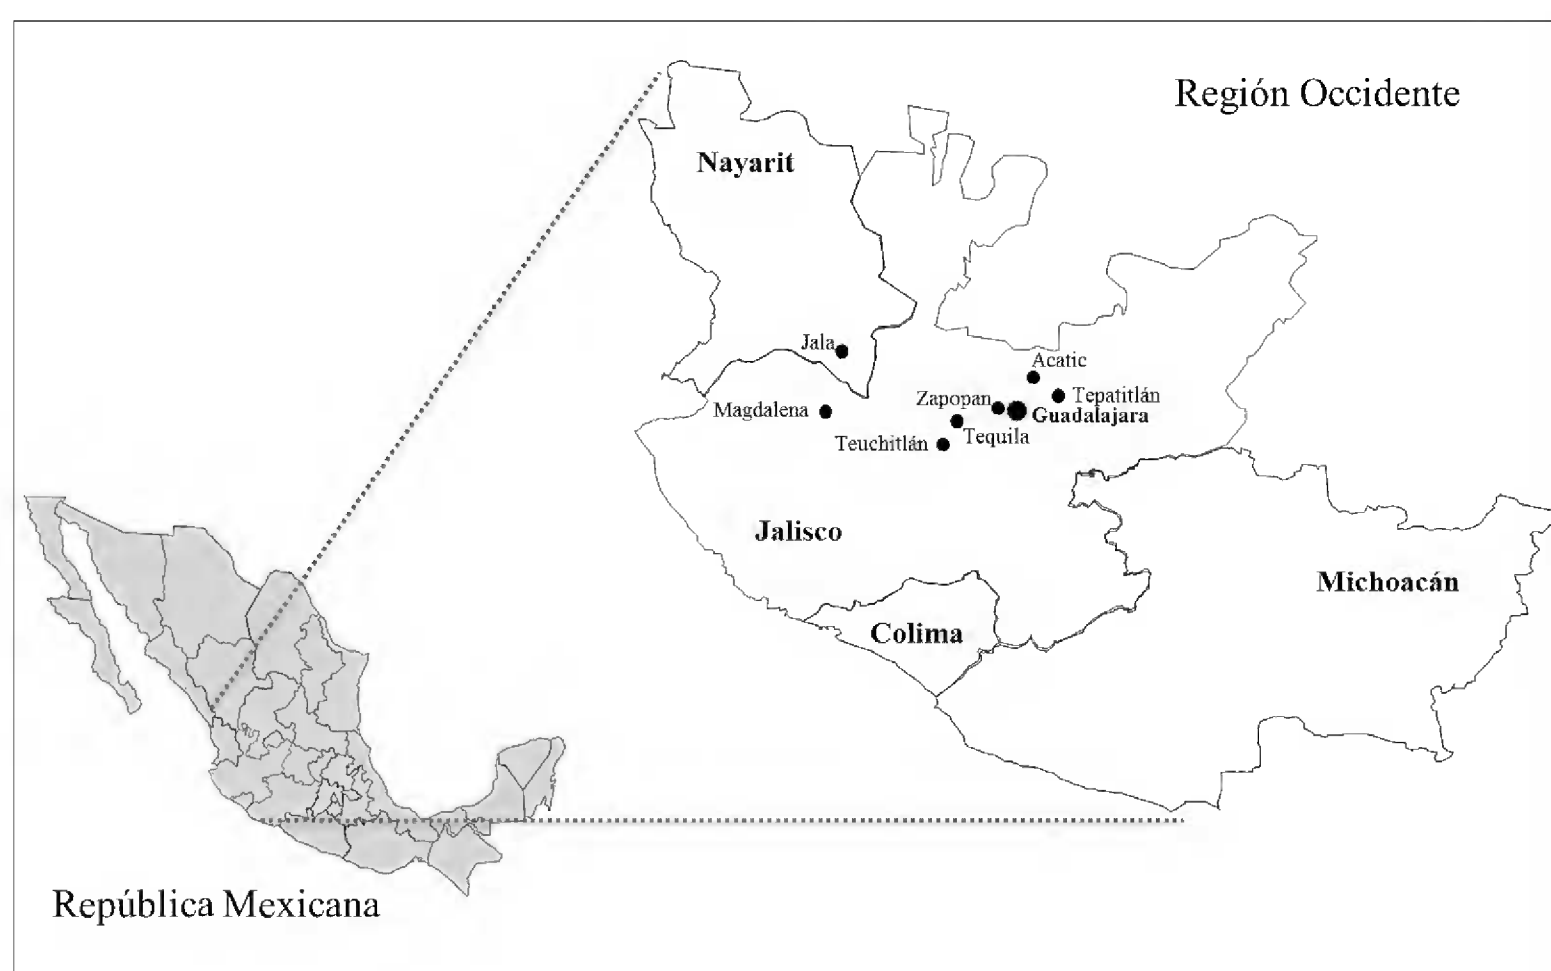 Región Occidente
Nayarit
Jala
Acatic
Tepatitlán
Zapopan
Magdalena
Guadalajara
Tequila
Teuchitlán
Jalisco
Michoacán
Colima
República Mexicana